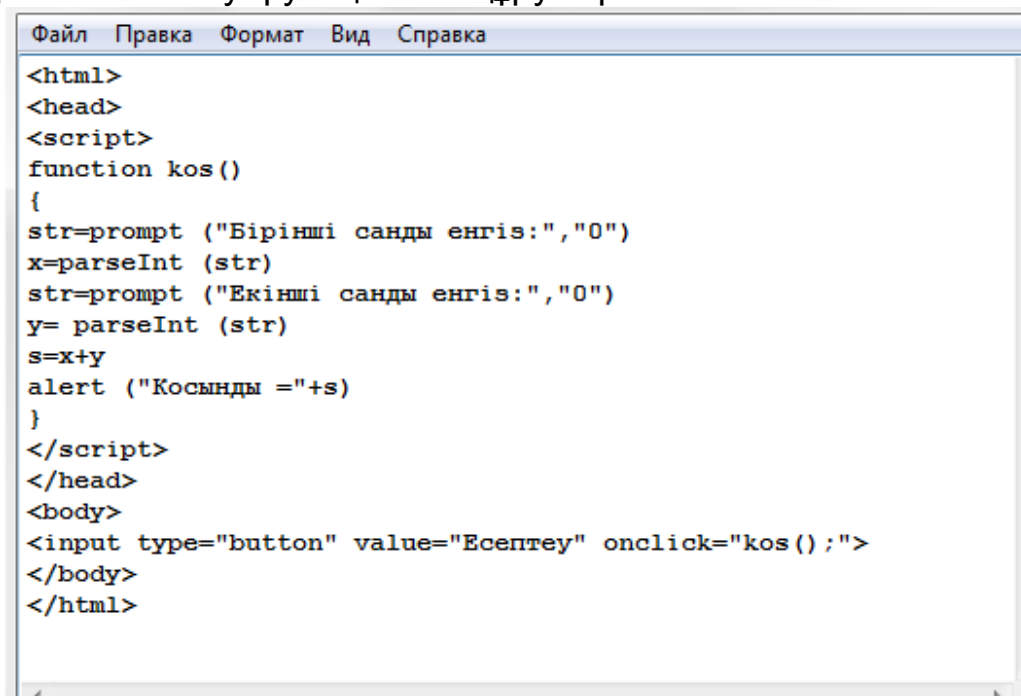 Файл Правка Формат Вид Справка
<html>
<head>
<script>
function kos()
{
str=prompt ("Бірінші санды енгіз:","0")
x=parseInt (str)
str=prompt ("Екінші санды енгіз:","0")
y= parseInt (str)
s=x+y
alert ("Косынды ="+s)
}
</script>
</head>
<body>
<input type="button" value="Есептеу" onclick="kos();">
</body>
</html>